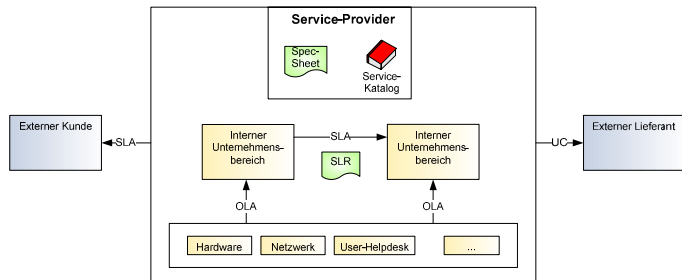 Service-Provider
Spec-
Sheet
Service-
Katalog
Externer Kunde
SLA
Interner
Unternehmens-
bereich
SLA
SLR
Interner
Unternehmens-
bereich
UC
Externer Lieferant
OLA
OLA
Hardware
Netzwerk
User-Helpdesk
...